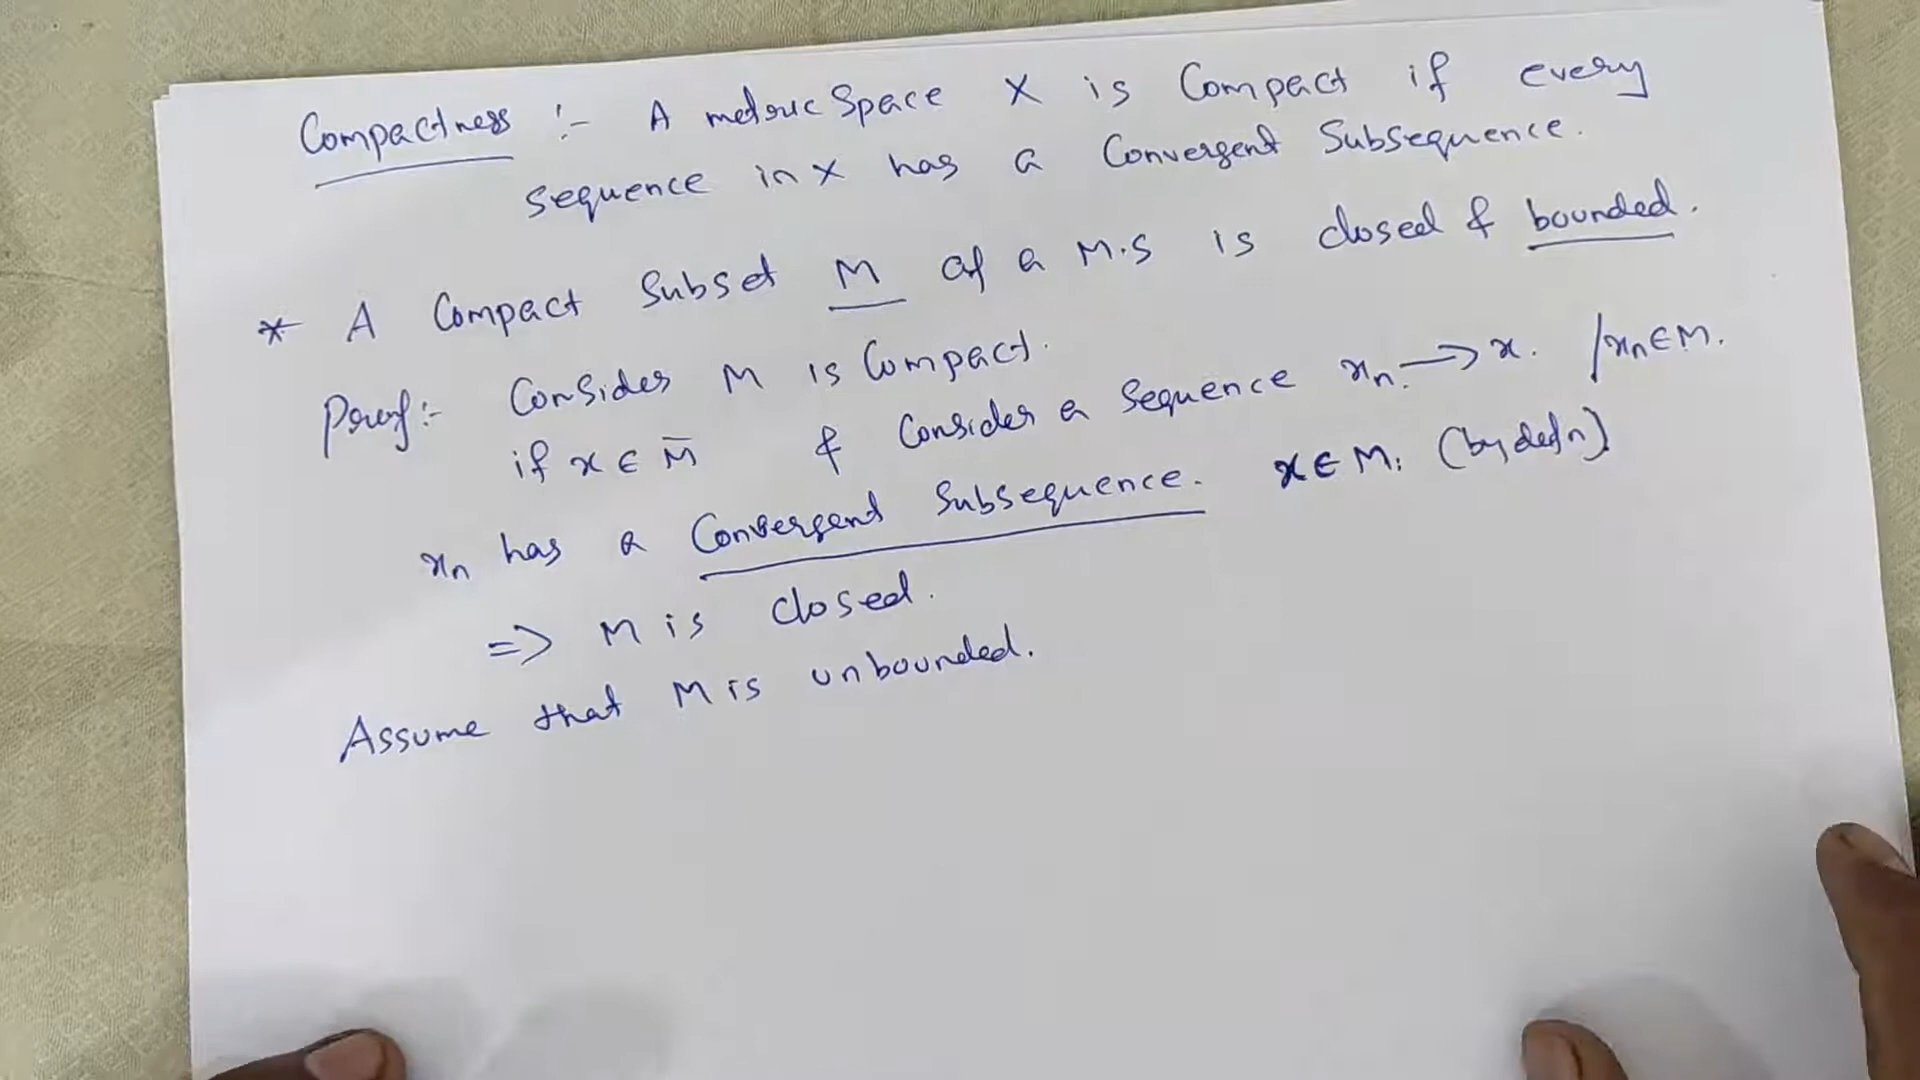 Compactness :- A metric Space X is Compact if every
sequence in X has a Convergent Subsequence.
* A Compact Subset M of a M.S is closed & bounded.
Proof:- Consider M is Compact.
if x ∈ M̄ & Consider a Sequence xₙ → x. /xₙ∈M.
xₙ has a Convergent Subsequence. x∈M. (by defn)
=> M is closed.
Assume that M is unbounded.